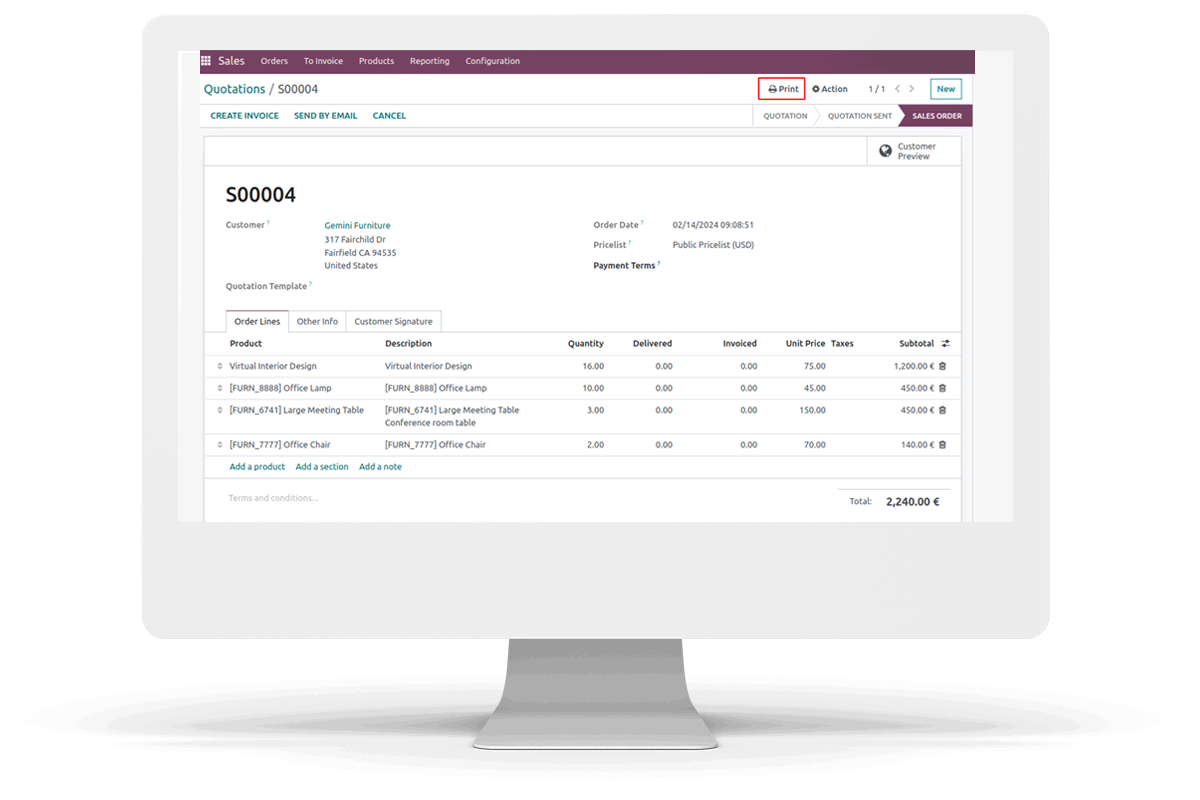 Sales Orders To Invoice Products Reporting Configuration
Quotations / S00004 Print Action 1 / 1 New
CREATE INVOICE SEND BY EMAIL CANCEL QUOTATION QUOTATION SENT SALES ORDER
Customer
Preview
S00004
Customer ? Gemini Furniture Order Date ? 02/14/2024 09:08:51
317 Fairchild Dr
Pricelist ? Public Pricelist (USD)
Fairfield CA 94535
United States Payment Terms ?
Quotation Template ?
Order Lines Other Info Customer Signature
Product Description Quantity Delivered Invoiced Unit Price Taxes Subtotal
Virtual Interior Design Virtual Interior Design 16.00 0.00 0.00 75.00 1,200.00 €
[FURN_8888] Office Lamp [FURN_8888] Office Lamp 10.00 0.00 0.00 45.00 450.00 €
[FURN_6741] Large Meeting Table [FURN_6741] Large Meeting Table 3.00 0.00 0.00 150.00 450.00 €
Conference room table
[FURN_7777] Office Chair [FURN_7777] Office Chair 2.00 0.00 0.00 70.00 140.00 €
Add a product Add a section Add a note
Terms and conditions... Total: 2,240.00 €